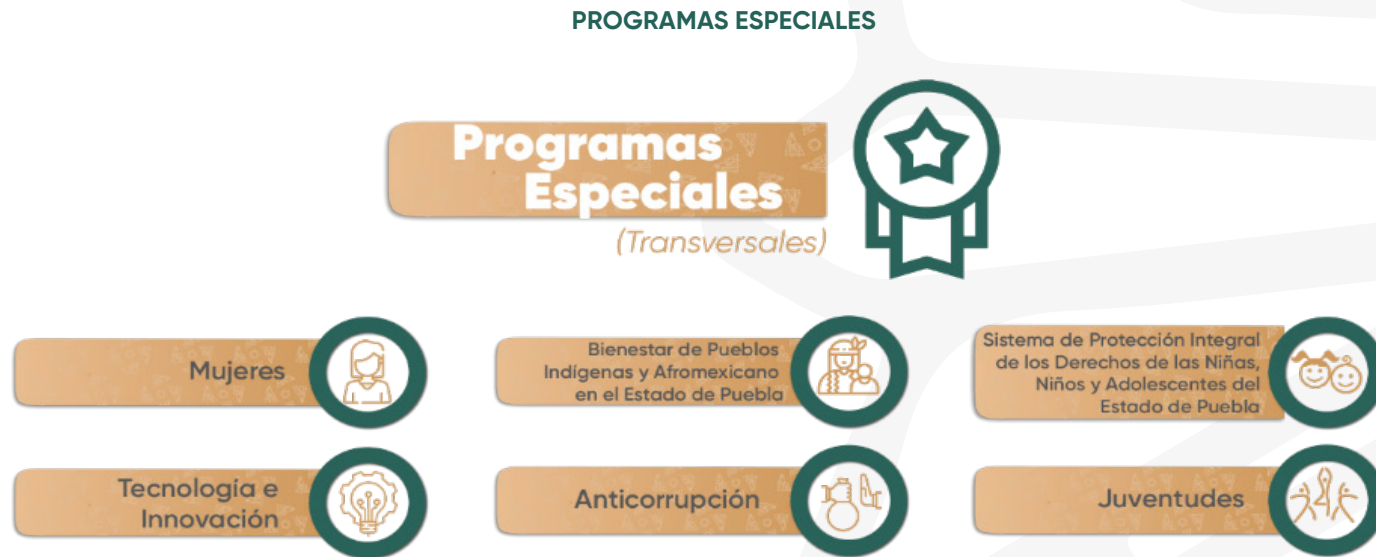 PROGRAMAS ESPECIALES
Programas
Especiales
(Transversales)
Mujeres
Bienestar de Pueblos
Indígenas y Afromexicano
en el Estado de Puebla
Sistema de Protección Integral
de los Derechos de las Niñas,
Niños y Adolescentes del
Estado de Puebla
Tecnología e
Innovación
Anticorrupción
Juventudes